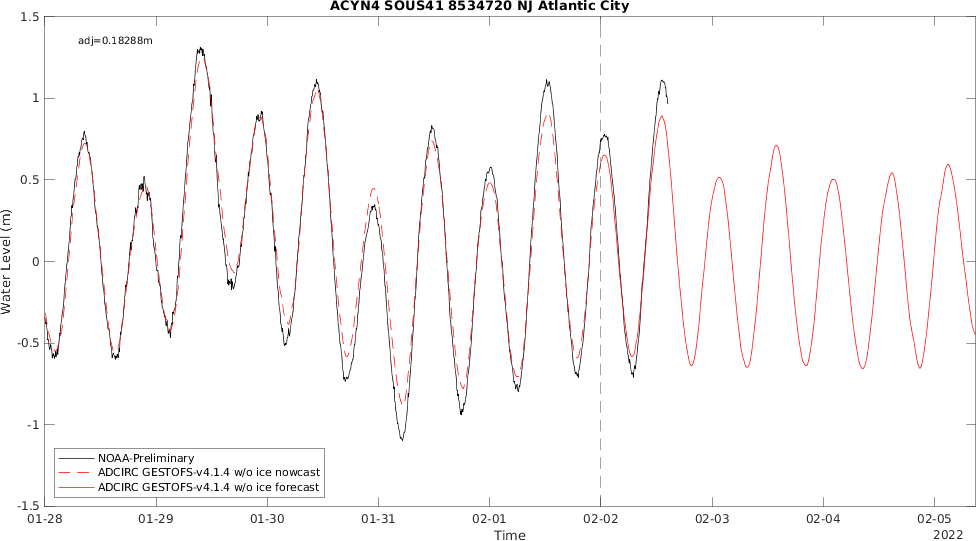 ACYN4 SOUS41 8534720 NJ Atlantic City
adj=0.18288m
1.5
1
0.5
0
-0.5
-1
-1.5
Water Level (m)
NOAA-Preliminary
ADCIRC GESTOFS-v4.1.4 w/o ice nowcast
ADCIRC GESTOFS-v4.1.4 w/o ice forecast
01-28 01-29 01-30 01-31 02-01 02-02 02-03 02-04 02-05
Time
2022